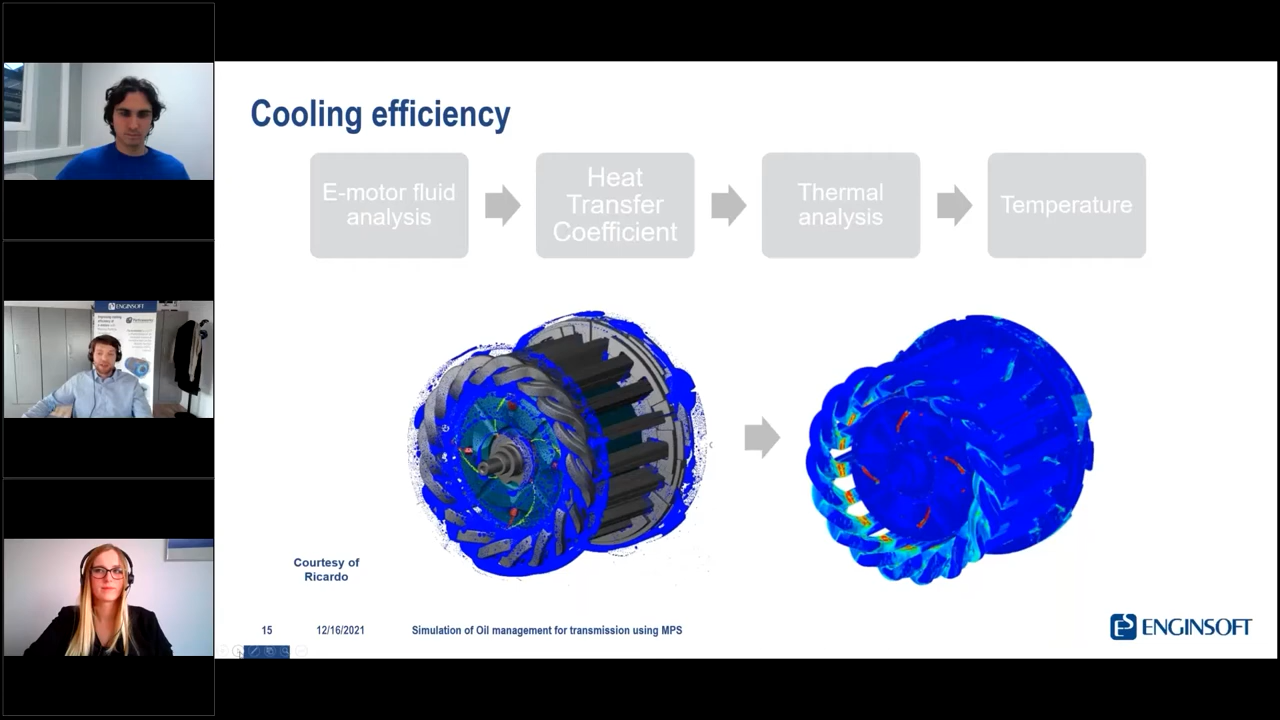 Cooling efficiency
E-motor fluid
analysis
Heat
Transfer
Coefficient
Thermal
analysis
Temperature
ENGINSOFT
Courtesy of
Ricardo
15
12/16/2021
Simulation of Oil management for transmission using MPS
ENGINSOFT